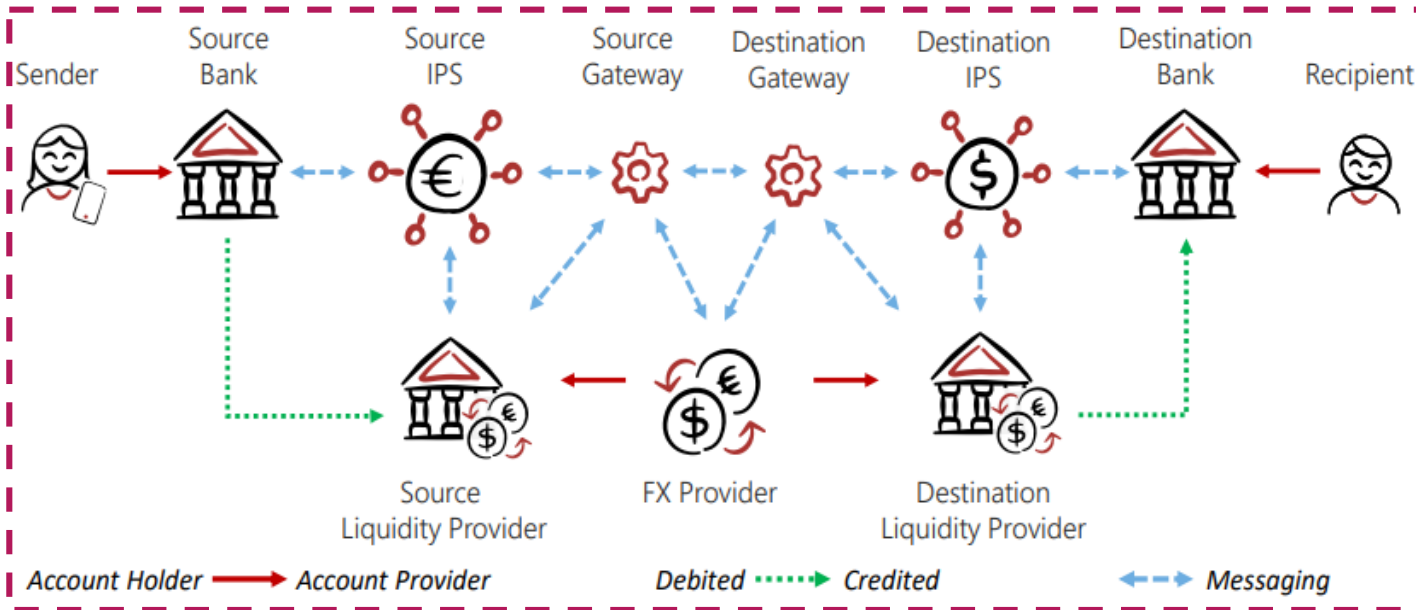 Sender
Source
Bank
Source
IPS
Source
Gateway
Destination
Gateway
Destination
IPS
Destination
Bank
Recipient
€
$
€
$
€
$
€
$
Source
Liquidity Provider
FX Provider
Destination
Liquidity Provider
Account Holder Account Provider
Debited Credited
Messaging